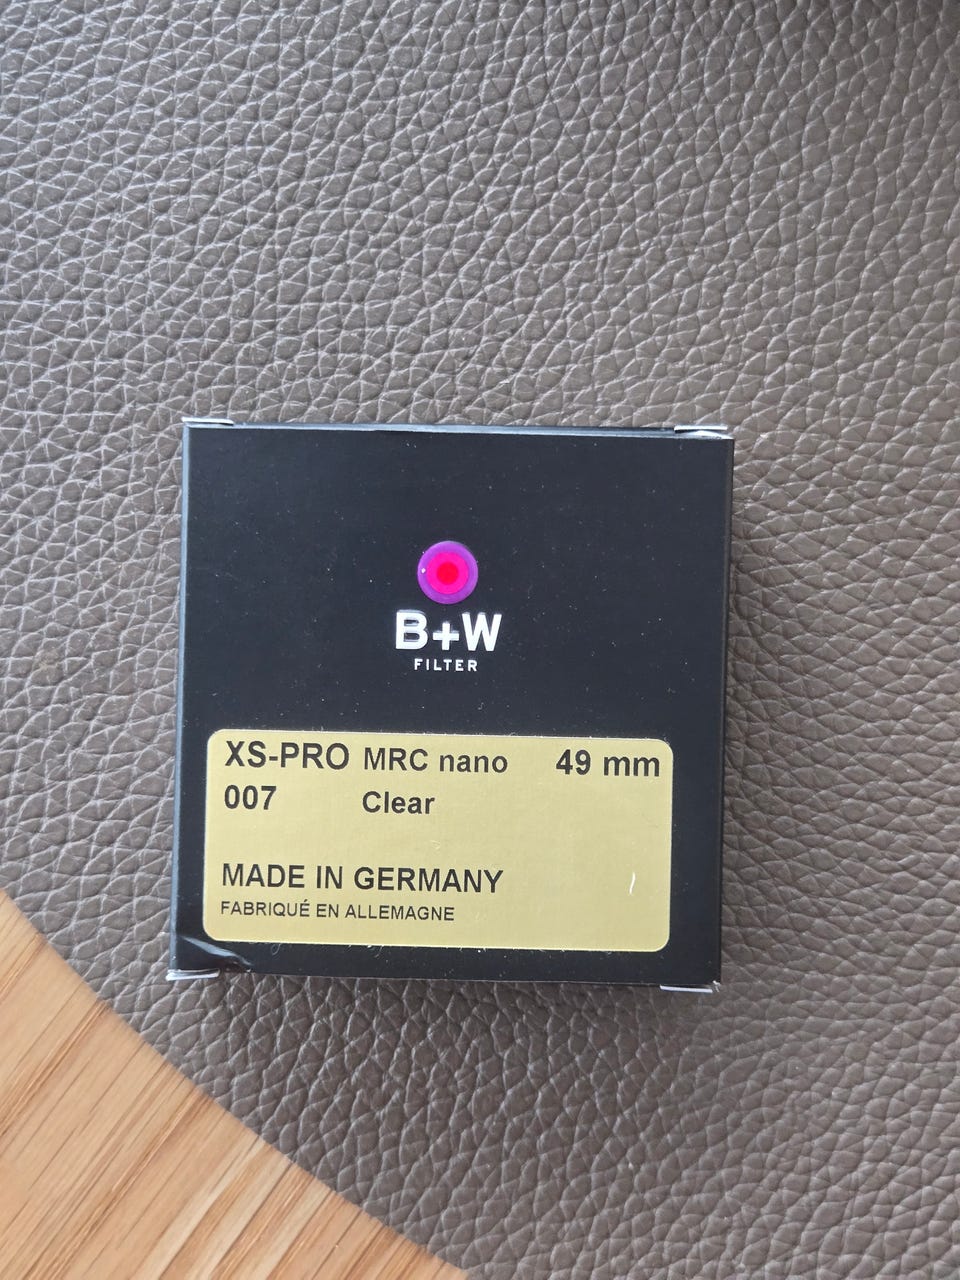 B+W
FILTER
XS-PRO MRC nano 49 mm
007 Clear
MADE IN GERMANY
FABRIQUÉ EN ALLEMAGNE